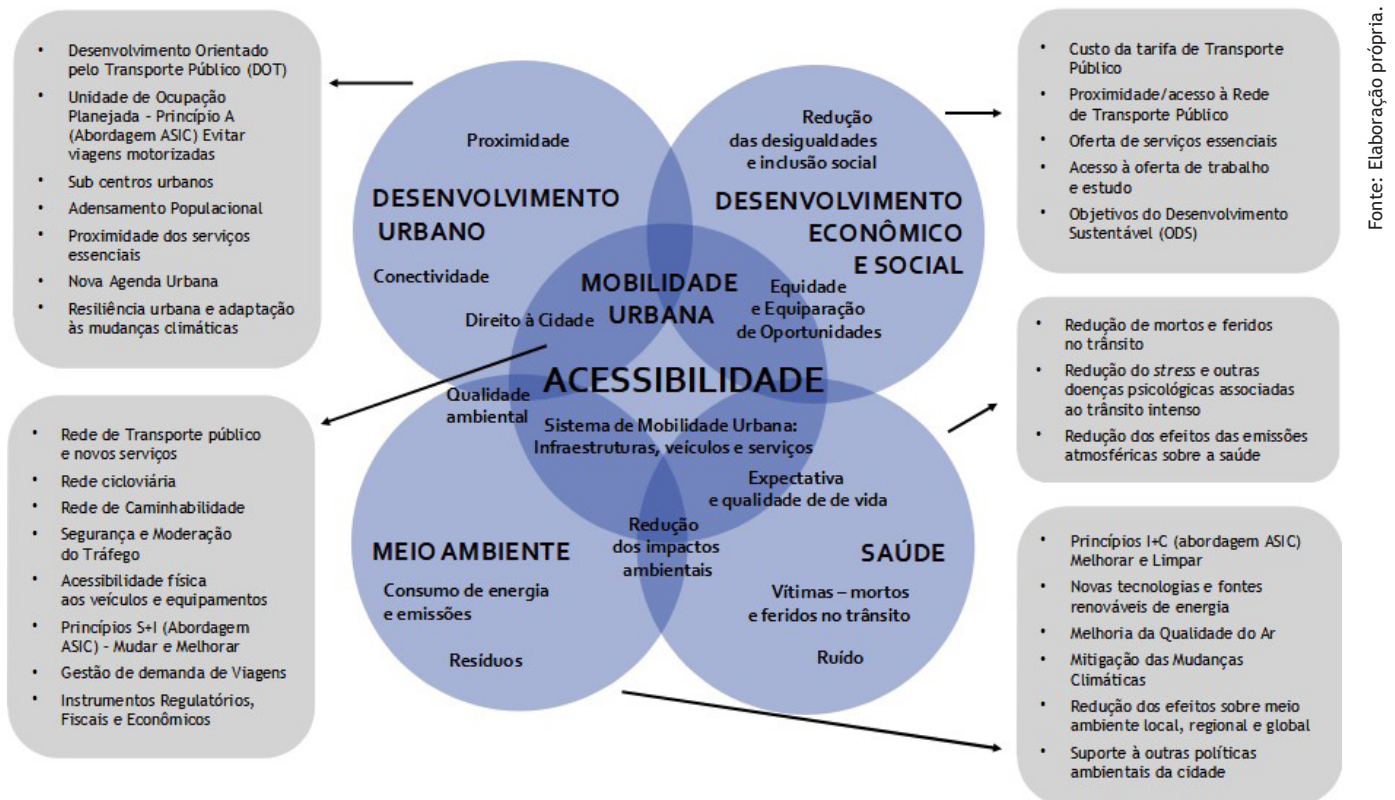 • Desenvolvimento Orientado
pelo Transporte Público (DOT)
• Unidade de Ocupação
Planejada - Princípio A
(Abordagem ASIC) Evitar
viagens motorizadas
• Sub centros urbanos
• Adensamento Populacional
• Proximidade dos serviços
essenciais
• Nova Agenda Urbana
• Resiliência urbana e adaptação
às mudanças climáticas
• Rede de Transporte público
e novos serviços
• Rede cicloviária
• Rede de Caminhabilidade
• Segurança e Moderação
do Tráfego
• Acessibilidade física
aos veículos e equipamentos
• Princípios S+I (Abordagem
ASIC) - Mudar e Melhorar
• Gestão de demanda de Viagens
• Instrumentos Regulatórios,
Fiscais e Econômicos
Proximidade
DESENVOLVIMENTO
URBANO
Conectividade
Direito à Cidade
Redução
das desigualdades
e inclusão social
DESENVOLVIMENTO
ECONÔMICO
E SOCIAL
Equidade
e Equiparação
de Oportunidades
MOBILIDADE
URBANA
ACESSIBILIDADE
Sistema de Mobilidade Urbana:
Infraestruturas, veículos e serviços
Qualidade
ambiental
Expectativa
e qualidade de de vida
Redução
dos impactos
ambientais
MEIO AMBIENTE
Consumo de energia
e emissões
Resíduos
SAÚDE
Vítimas – mortos
e feridos no trânsito
Ruído
• Custo da tarifa de Transporte
Público
• Proximidade/acesso à Rede
de Transporte Público
• Oferta de serviços essenciais
• Acesso à oferta de trabalho
e estudo
• Objetivos do Desenvolvimento
Sustentável (ODS)
• Redução de mortos e feridos
no trânsito
• Redução do stress e outras
doenças psicológicas associadas
ao trânsito intenso
• Redução dos efeitos das emissões
atmosféricas sobre a saúde
• Princípios I+C (abordagem ASIC)
Melhorar e Limpar
• Novas tecnologias e fontes
renováveis de energia
• Melhoria da Qualidade do Ar
• Mitigação das Mudanças
Climáticas
• Redução dos efeitos sobre meio
ambiente local, regional e global
• Suporte à outras políticas
ambientais da cidade
Fonte: Elaboração própria.